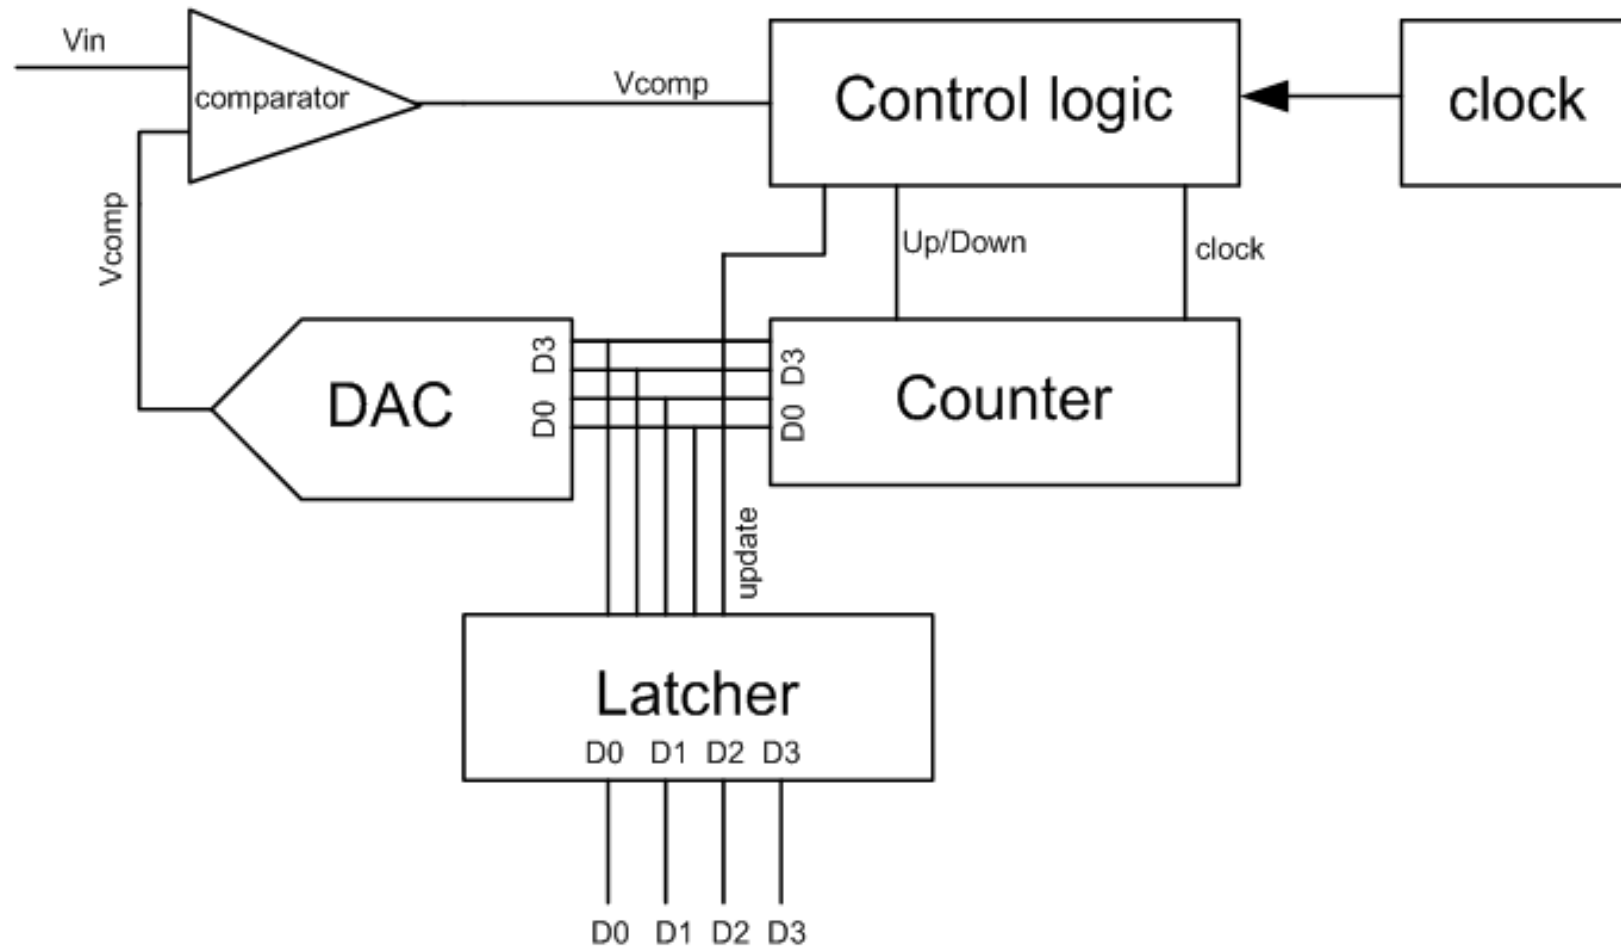 Vin
comparator
Vcomp
Control logic
clock
Vcomp
Up/Down
clock
DAC
D3
D0
D3
D0
Counter
update
Latcher
D0 D1 D2 D3
D0 D1 D2 D3